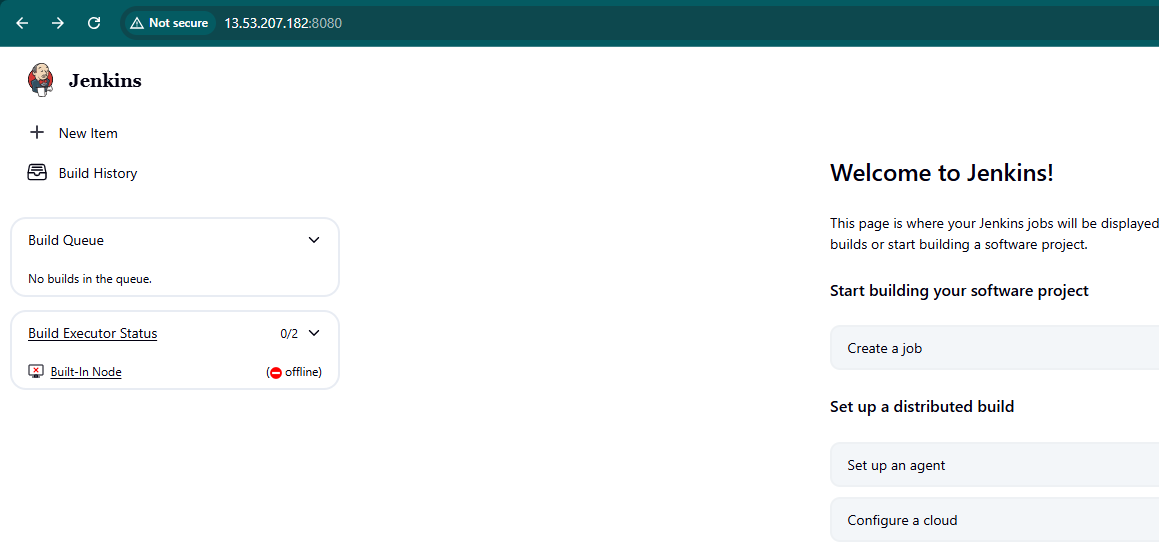 Not secure
13.53.207.182:8080
Jenkins
New Item
Build History
Build Queue
No builds in the queue.
Build Executor Status 0/2
Built-In Node (offline)
Welcome to Jenkins!
This page is where your Jenkins jobs will be displayed
builds or start building a software project.
Start building your software project
Create a job
Set up a distributed build
Set up an agent
Configure a cloud